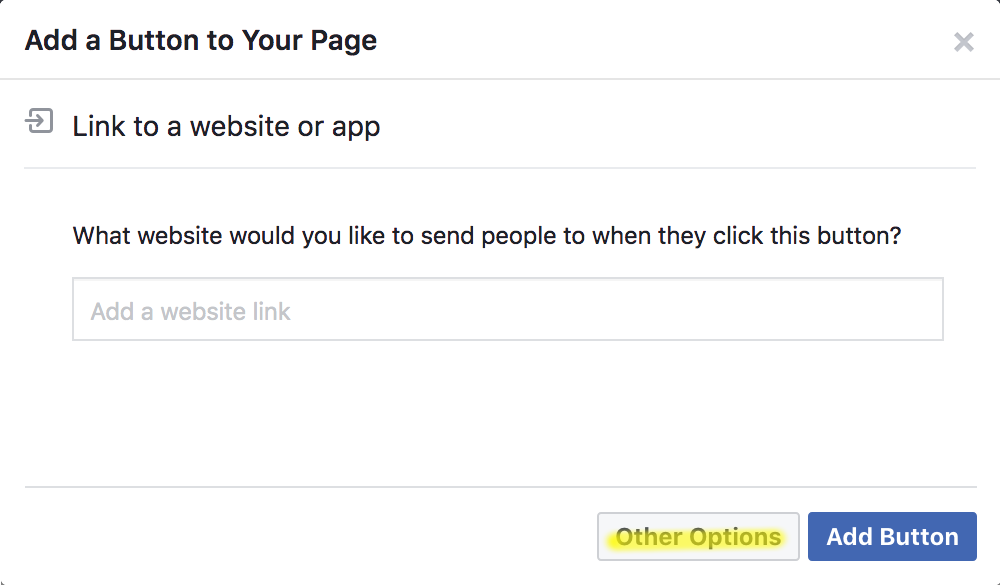 Add a Button to Your Page
Link to a website or app
What website would you like to send people to when they click this button?
Add a website link
Other Options
Add Button